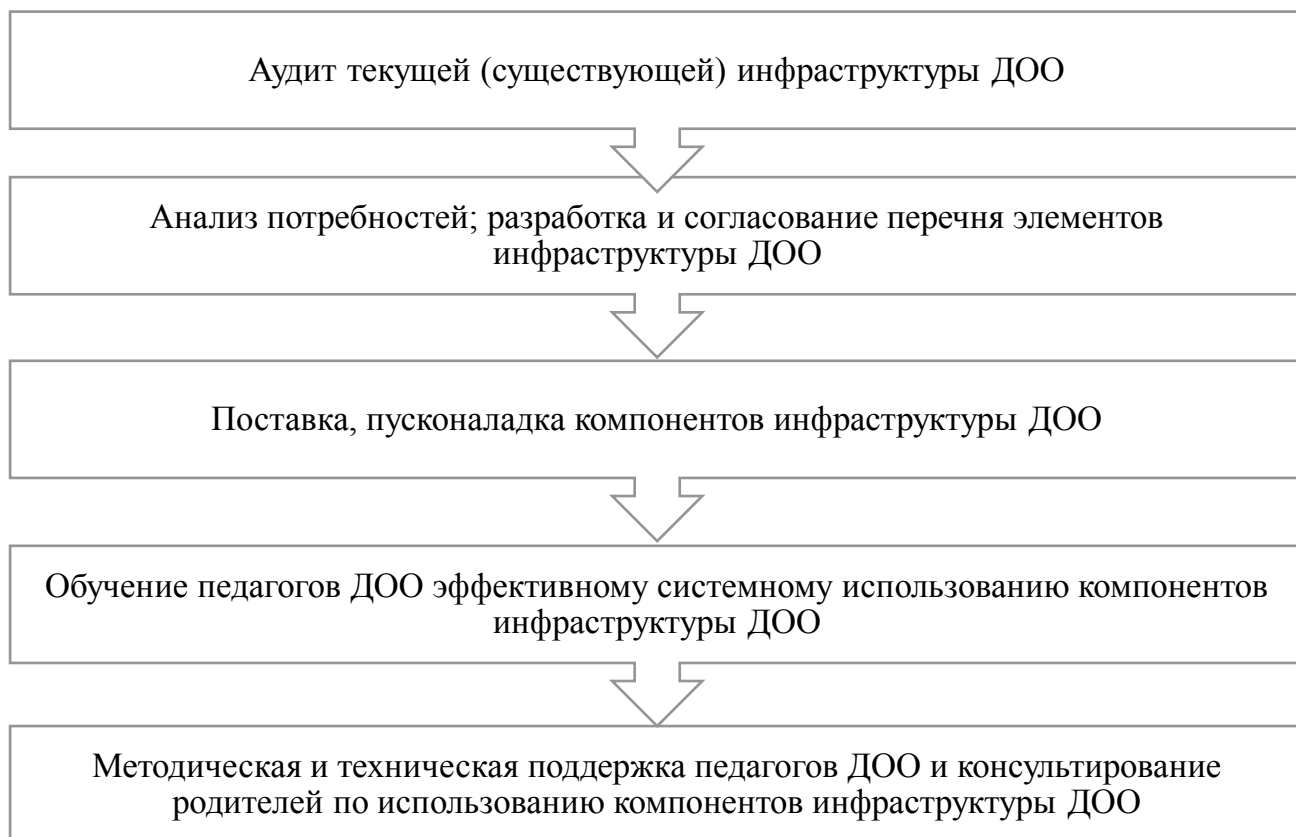 Аудит текущей (существующей) инфраструктуры ДОО
Анализ потребностей; разработка и согласование перечня элементов
инфраструктуры ДОО
Поставка, пусконаладка компонентов инфраструктуры ДОО
Обучение педагогов ДОО эффективному системному использованию компонентов
инфраструктуры ДОО
Методическая и техническая поддержка педагогов ДОО и консультирование
родителей по использованию компонентов инфраструктуры ДОО